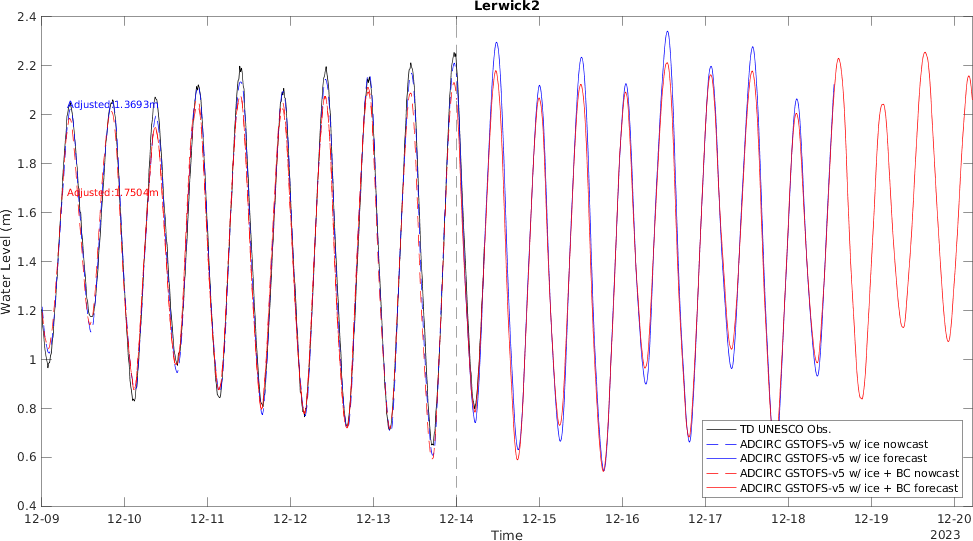 Lerwick2
2.4
2.2
2
1.8
1.6
1.4
1.2
1
0.8
0.6
0.4
Water Level (m)
Adjusted:1.3693m
Adjusted:1.7504m
TD UNESCO Obs.
ADCIRC GSTOFS-v5 w/ ice nowcast
ADCIRC GSTOFS-v5 w/ ice forecast
ADCIRC GSTOFS-v5 w/ ice + BC nowcast
ADCIRC GSTOFS-v5 w/ ice + BC forecast
12-09 12-10 12-11 12-12 12-13 12-14 12-15 12-16 12-17 12-18 12-19 12-20
2023
Time